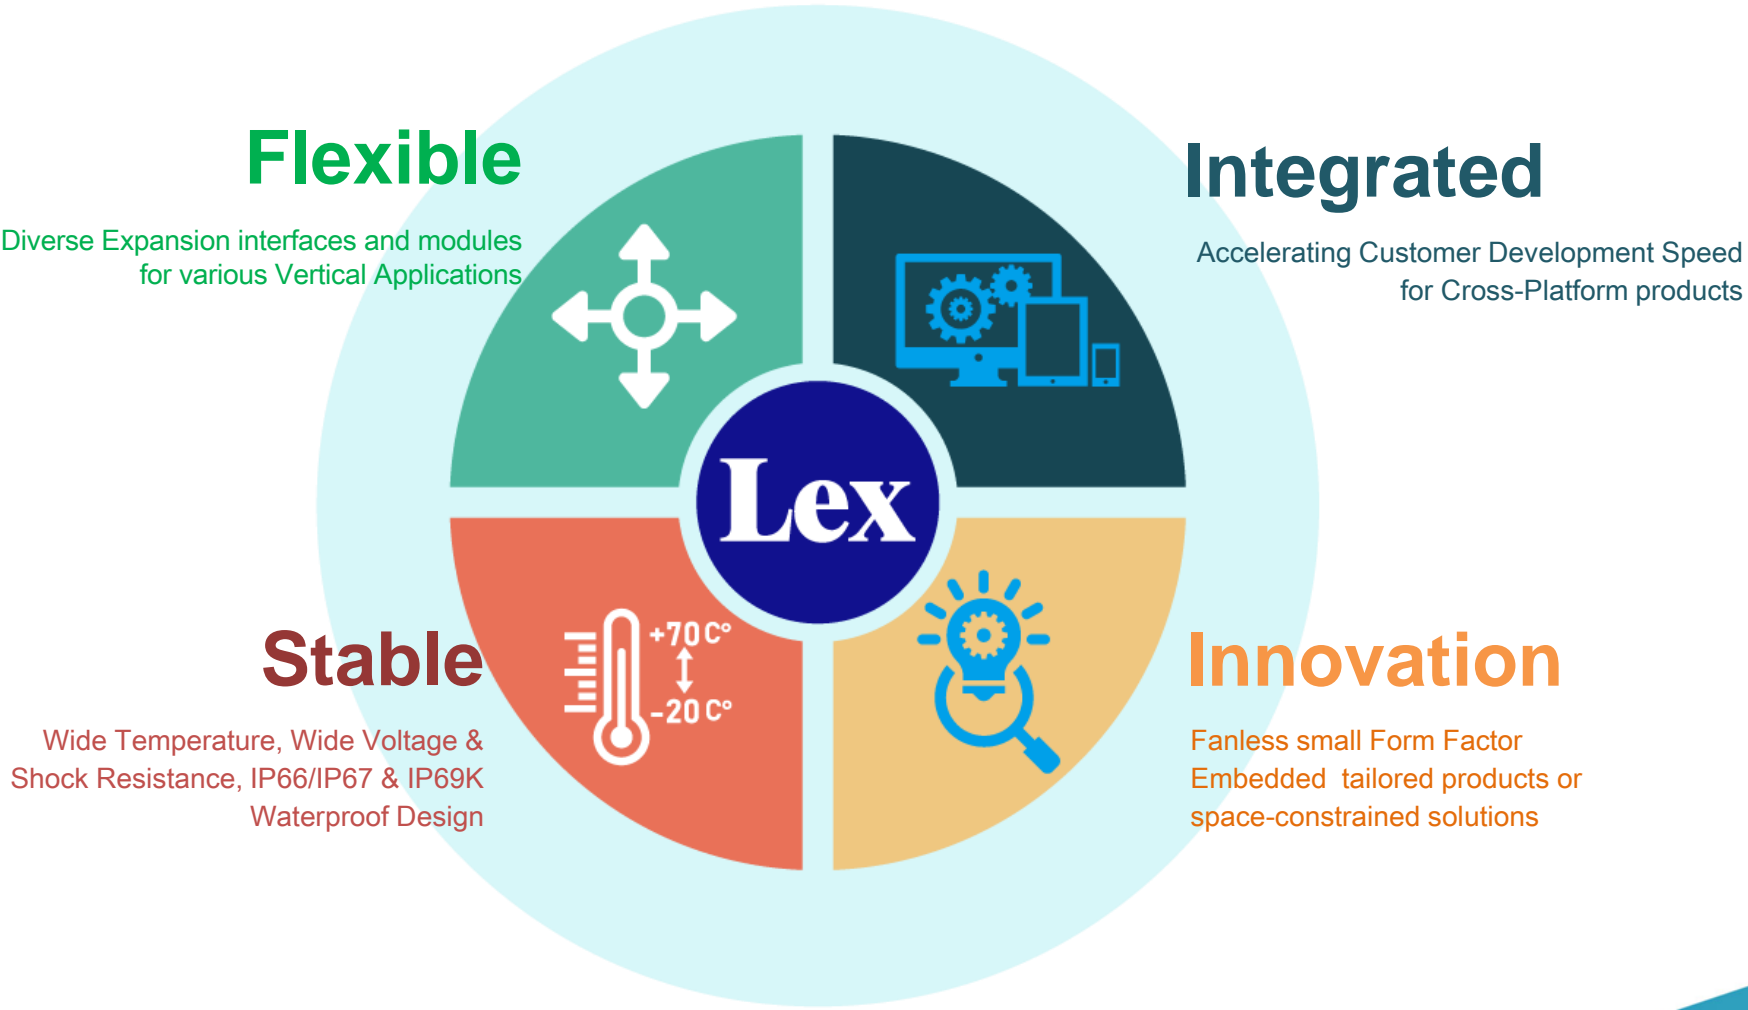 Flexible
Diverse Expansion interfaces and modules
for various Vertical Applications
Integrated
Accelerating Customer Development Speed
for Cross-Platform products
Lex
Stable
Wide Temperature, Wide Voltage &
Shock Resistance, IP66/IP67 & IP69K
Waterproof Design
+70 C°
-20 C°
Innovation
Fanless small Form Factor
Embedded  tailored products or
space-constrained solutions